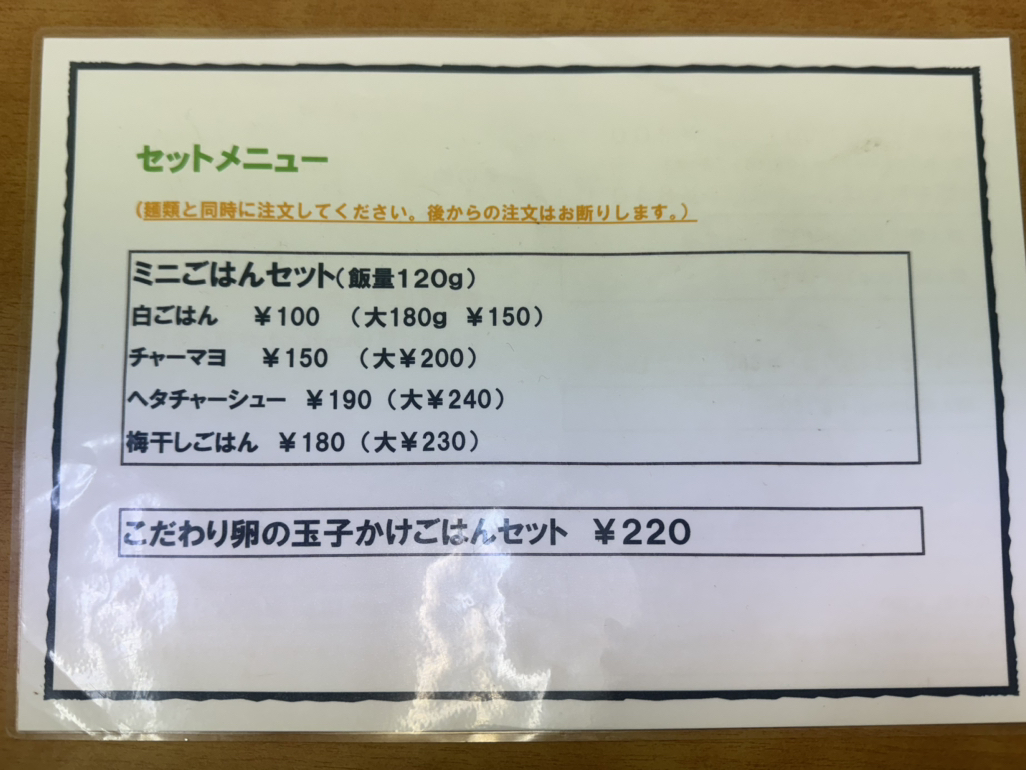 セットメニュー
(麺類と同時に注文してください。後からの注文はお断りします。)
ミニごはんセット(飯量120g)
白ごはん ¥100 (大180g ¥150)
チャーマヨ ¥150 (大¥200)
ヘタチャーシュー ¥190 (大¥240)
梅干しごはん ¥180 (大¥230)
こだわり卵の玉子かけごはんセット ¥220